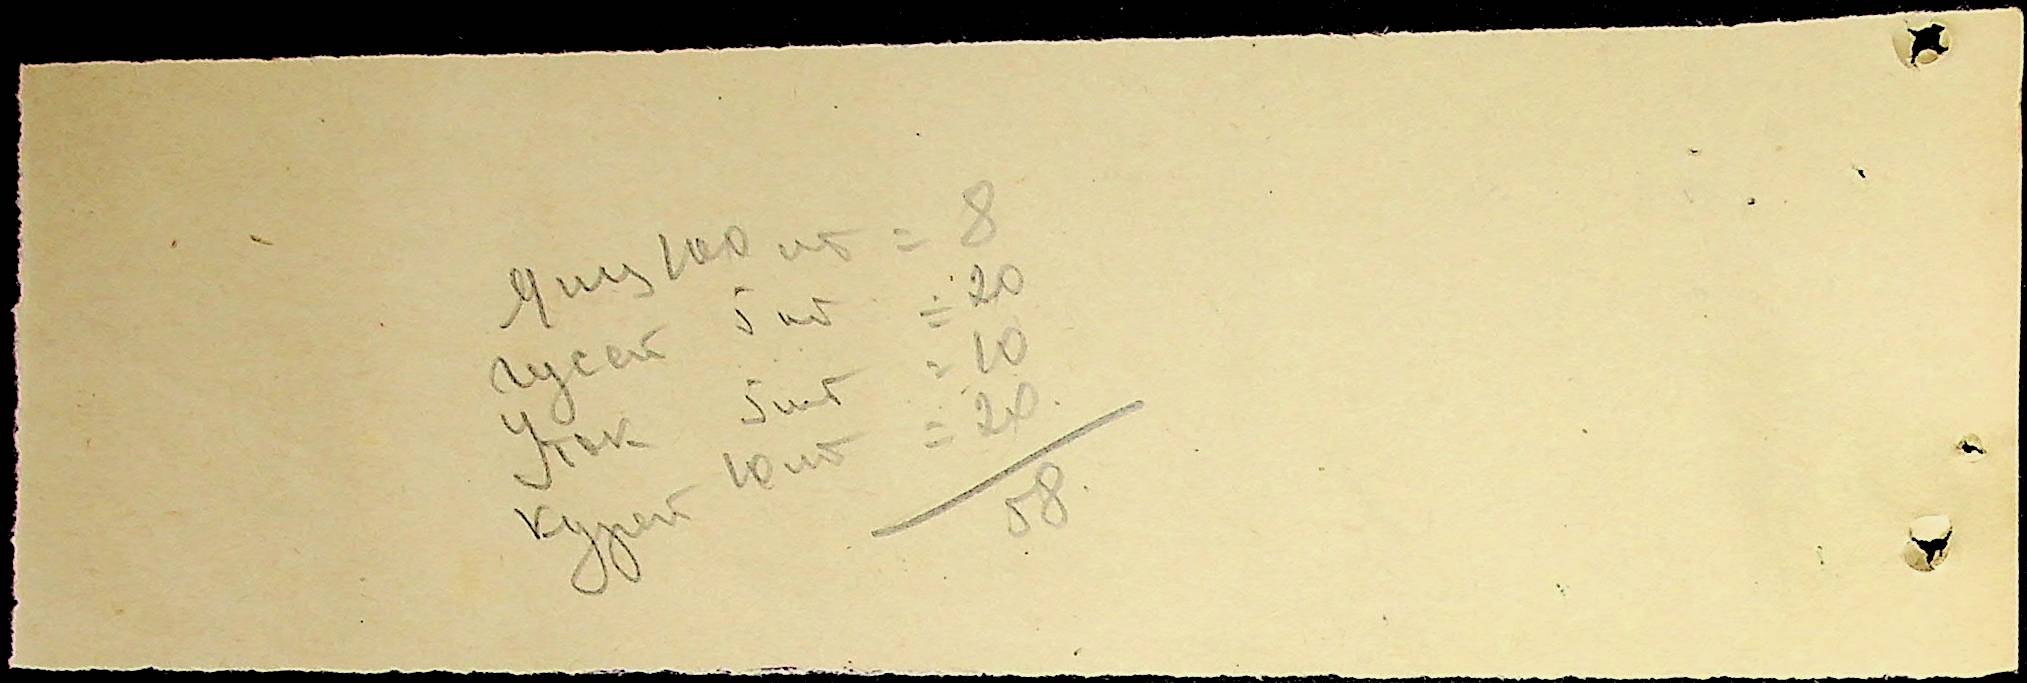 Яиц 100 шт = 8
гусей 5 шт = 20
Уток 5 шт = 10
Курей 10 шт = 20.
58.